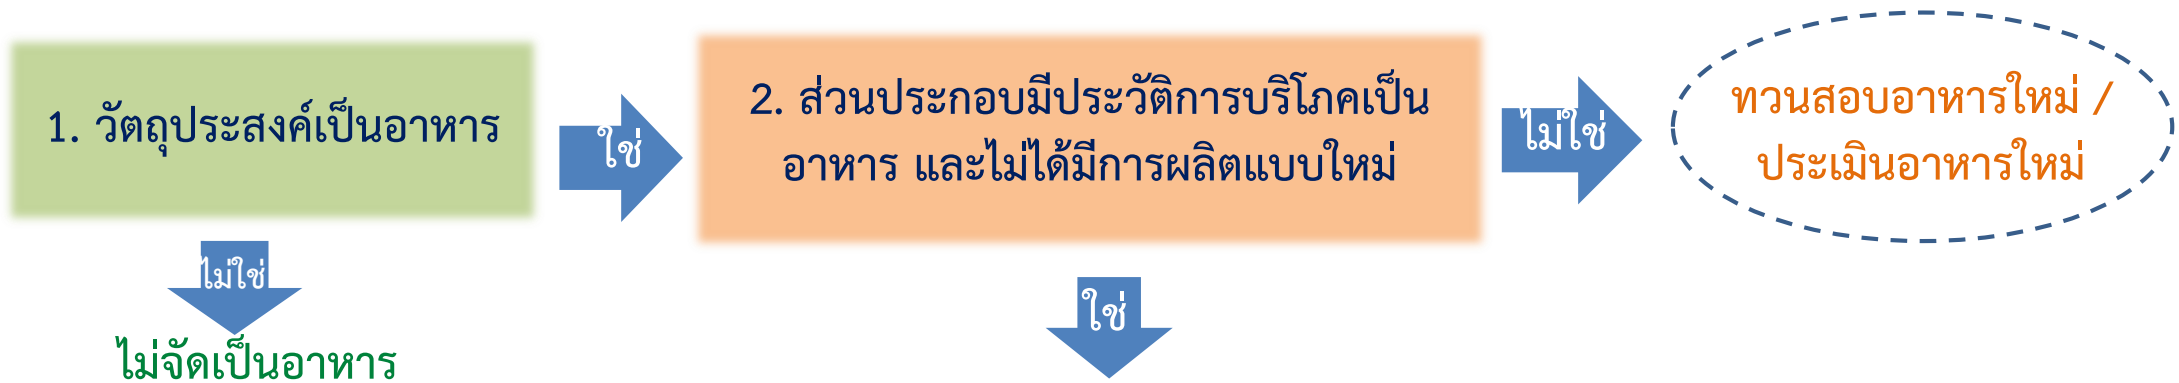 1. วัตถุประสงค์เป็นอาหาร
ใช่
2. ส่วนประกอบมีประวัติการบริโภคเป็น
อาหาร และไม่ได้มีการผลิตแบบใหม่
ไม่ใช่
ทวนสอบอาหารใหม่ /
ประเมินอาหารใหม่
ไม่ใช่
ไม่จัดเป็นอาหาร
ใช่